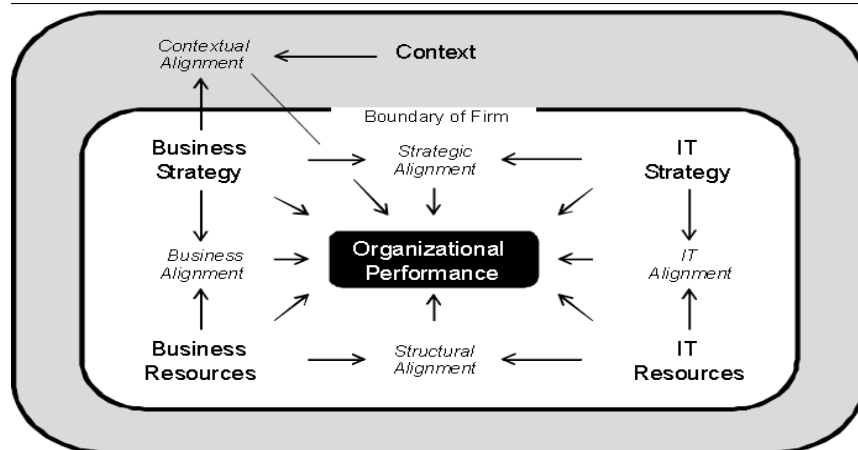 Contextual
Alignment
Context
Boundary of Firm
Business
Strategy
Strategic
Alignment
IT
Strategy
Business
Alignment
Organizational
Performance
IT
Alignment
Business
Resources
Structural
Alignment
IT
Resources